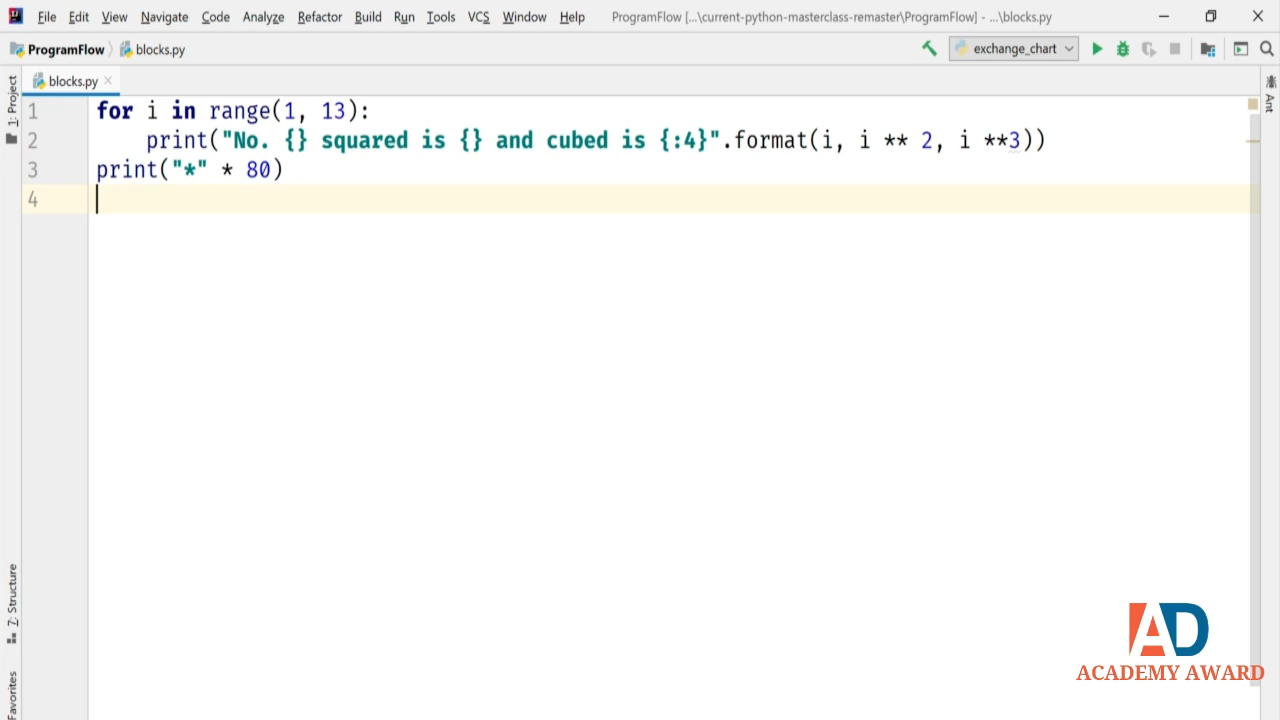 File Edit View Navigate Code Analyze Refactor Build Run Tools VCS Window Help ProgramFlow [...\current-python-masterclass-remaster\ProgramFlow] - ...\blocks.py
ProgramFlow blocks.py exchange_chart
1: Project
blocks.py
Ant
1 for i in range(1, 13):
2 print("No. {} squared is {} and cubed is {:4}".format(i, i ** 2, i **3))
3 print("*" * 80)
4
Z: Structure
Favorites
AD
ACADEMY AWARD